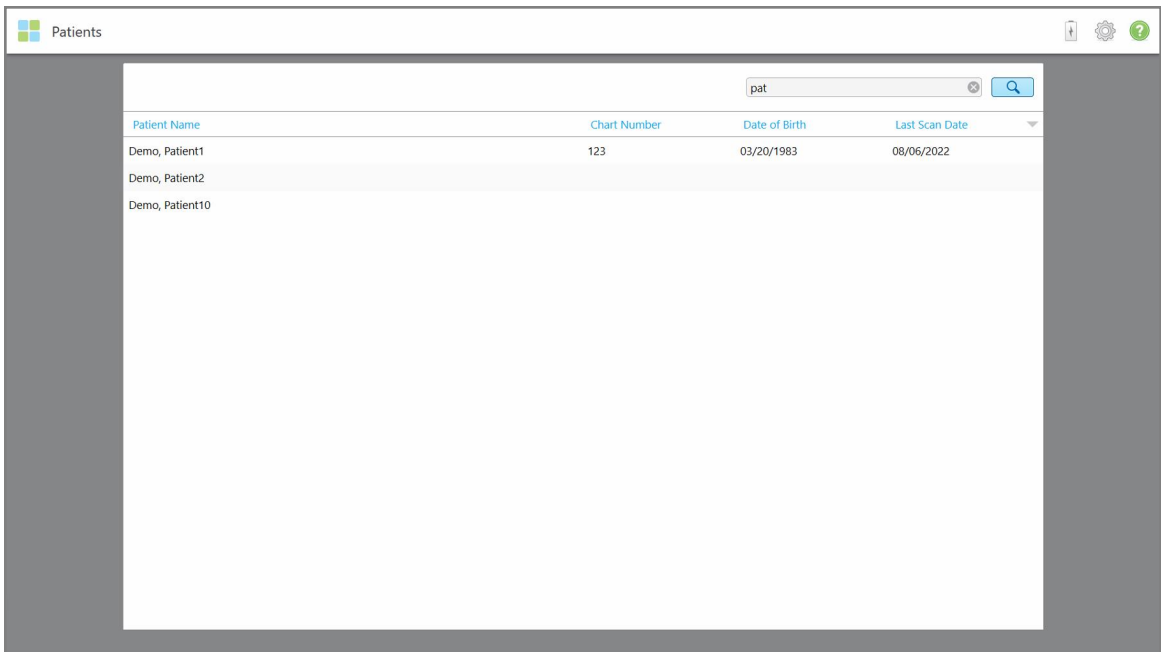 Patients
?
pat
Patient Name Chart Number Date of Birth Last Scan Date
Demo, Patient1 123 03/20/1983 08/06/2022
Demo, Patient2
Demo, Patient10